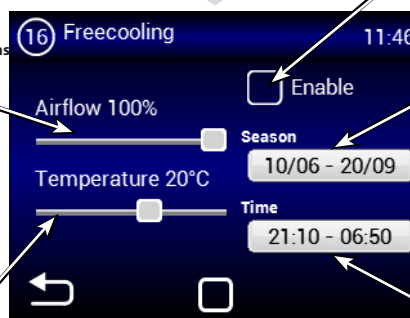 16 Freecooling 11:46
Enable
Airflow 100%
Season
10/06 - 20/09
Temperature 20°C
Time
21:10 - 06:50